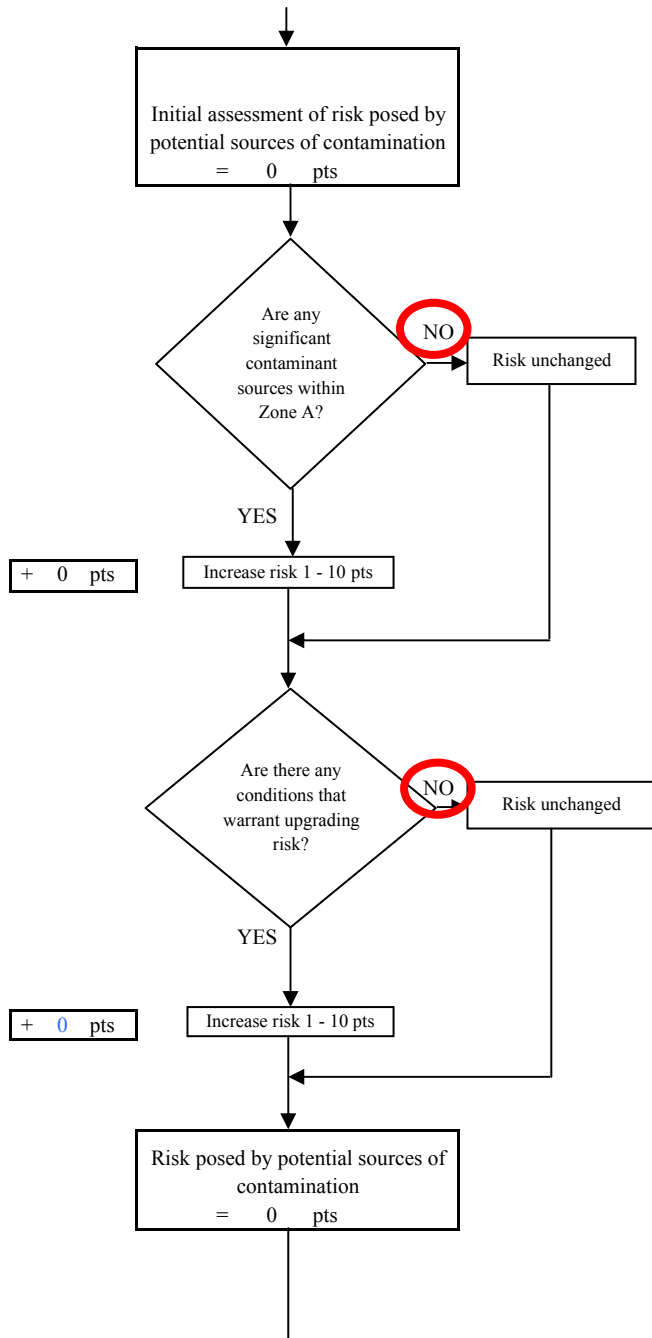 Initial assessment of risk posed by
potential sources of contamination
= 0 pts
Are any
significant
contaminant
sources within
Zone A?
NO
Risk unchanged
YES
+ 0 pts
Increase risk 1 - 10 pts
Are there any
conditions that
warrant upgrading
risk?
NO
Risk unchanged
YES
+ 0 pts
Increase risk 1 - 10 pts
Risk posed by potential sources of
contamination
= 0 pts